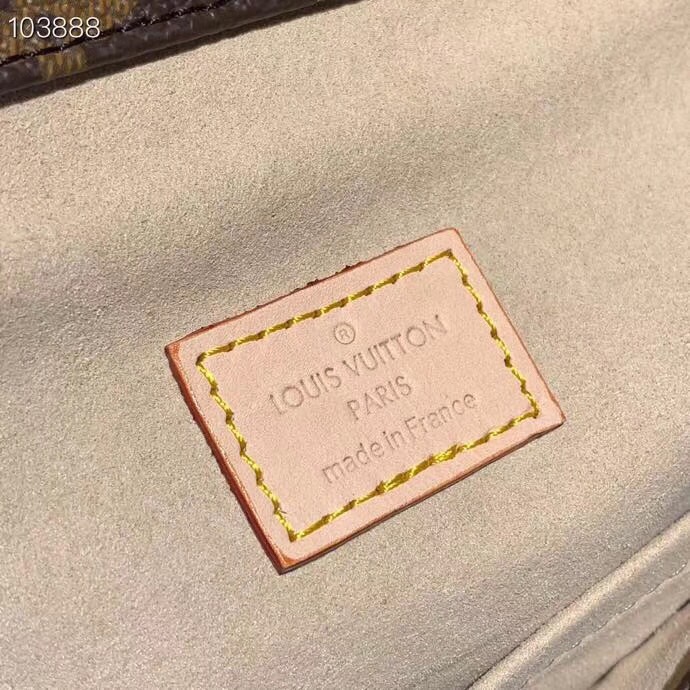 103888
®
LOUIS VUITTON
PARIS
made in France